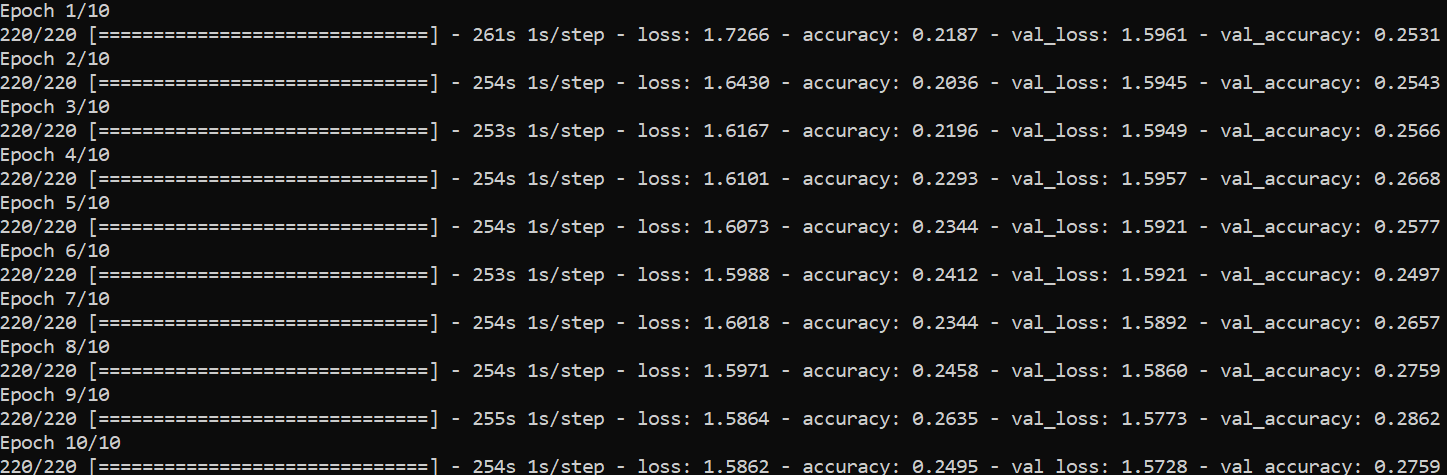 Epoch 1/10
220/220 [==============================] - 261s 1s/step - loss: 1.7266 - accuracy: 0.2187 - val_loss: 1.5961 - val_accuracy: 0.2531
Epoch 2/10
220/220 [==============================] - 254s 1s/step - loss: 1.6430 - accuracy: 0.2036 - val_loss: 1.5945 - val_accuracy: 0.2543
Epoch 3/10
220/220 [==============================] - 253s 1s/step - loss: 1.6167 - accuracy: 0.2196 - val_loss: 1.5949 - val_accuracy: 0.2566
Epoch 4/10
220/220 [==============================] - 254s 1s/step - loss: 1.6101 - accuracy: 0.2293 - val_loss: 1.5957 - val_accuracy: 0.2668
Epoch 5/10
220/220 [==============================] - 254s 1s/step - loss: 1.6073 - accuracy: 0.2344 - val_loss: 1.5921 - val_accuracy: 0.2577
Epoch 6/10
220/220 [==============================] - 253s 1s/step - loss: 1.5988 - accuracy: 0.2412 - val_loss: 1.5921 - val_accuracy: 0.2497
Epoch 7/10
220/220 [==============================] - 254s 1s/step - loss: 1.6018 - accuracy: 0.2344 - val_loss: 1.5892 - val_accuracy: 0.2657
Epoch 8/10
220/220 [==============================] - 254s 1s/step - loss: 1.5971 - accuracy: 0.2458 - val_loss: 1.5860 - val_accuracy: 0.2759
Epoch 9/10
220/220 [==============================] - 255s 1s/step - loss: 1.5864 - accuracy: 0.2635 - val_loss: 1.5773 - val_accuracy: 0.2862
Epoch 10/10
220/220 [==============================] - 254s 1s/step - loss: 1.5862 - accuracy: 0.2495 - val_loss: 1.5728 - val_accuracy: 0.2759